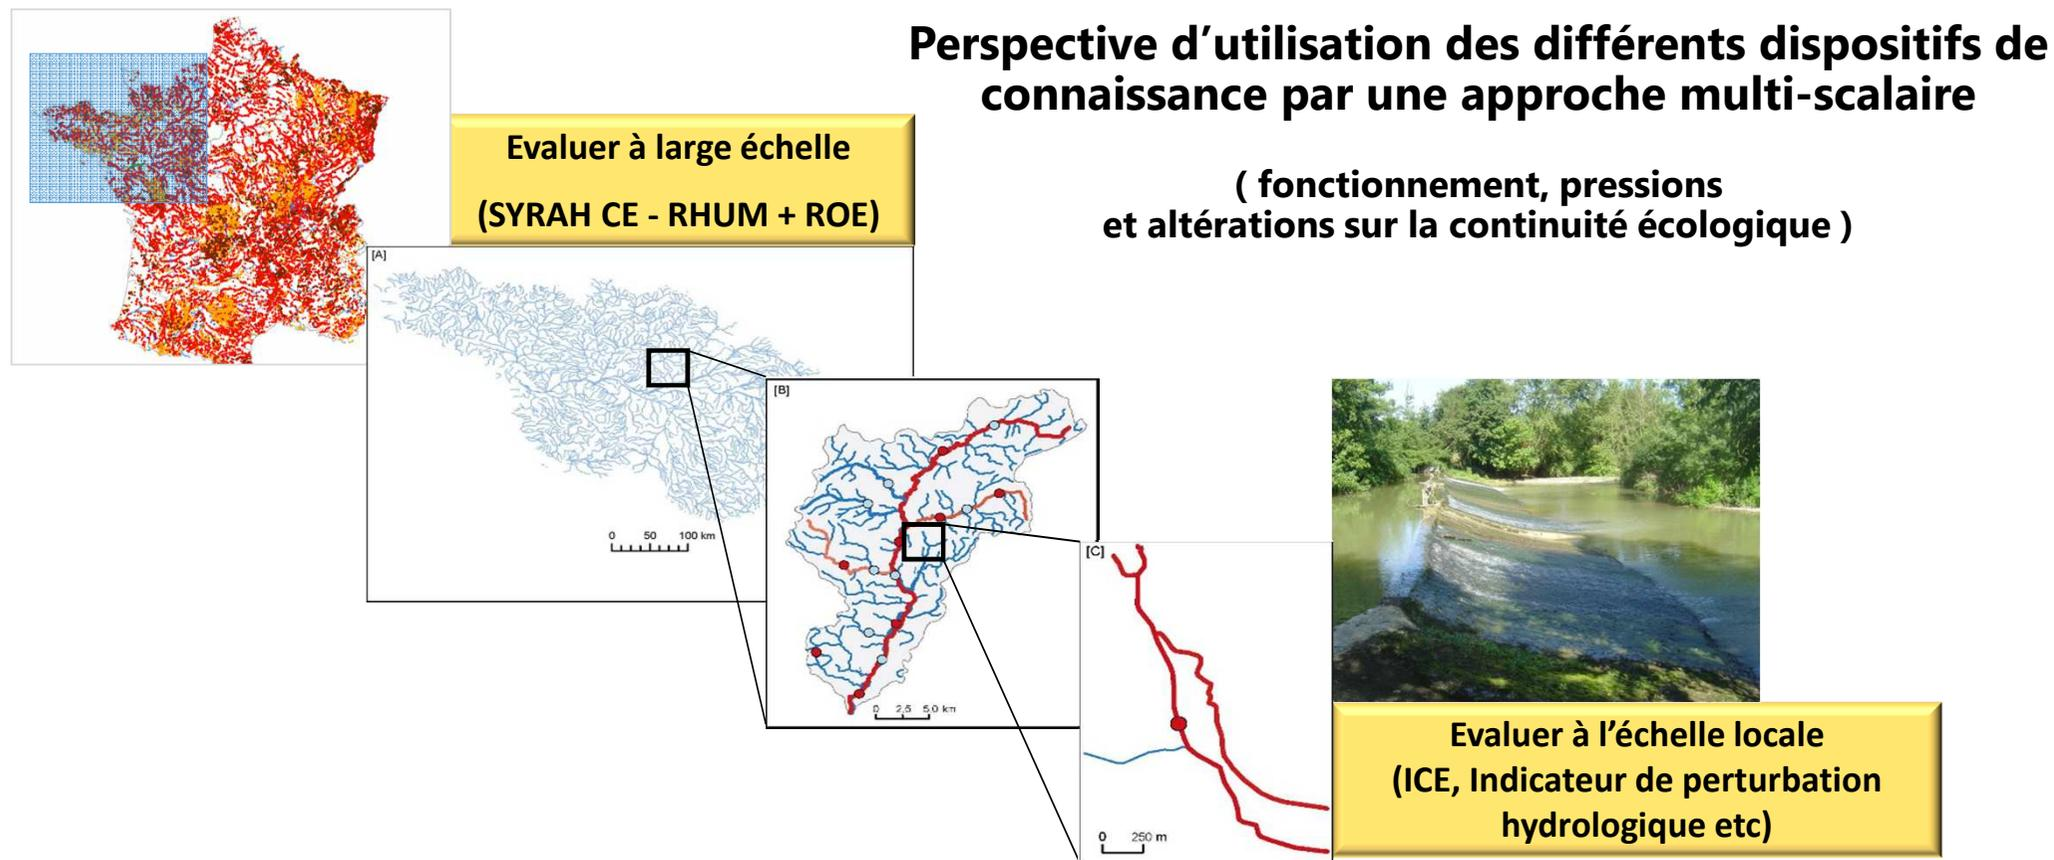 Perspective d’utilisation des différents dispositifs de
connaissance par une approche multi-scalaire
( fonctionnement, pressions
et altérations sur la continuité écologique )
Evaluer à large échelle
(SYRAH CE - RHUM + ROE)
[A]
0 50 100 km
[B]
0 2,5 5,0 km
[C]
0 250 m
Evaluer à l’échelle locale
(ICE, Indicateur de perturbation
hydrologique etc)